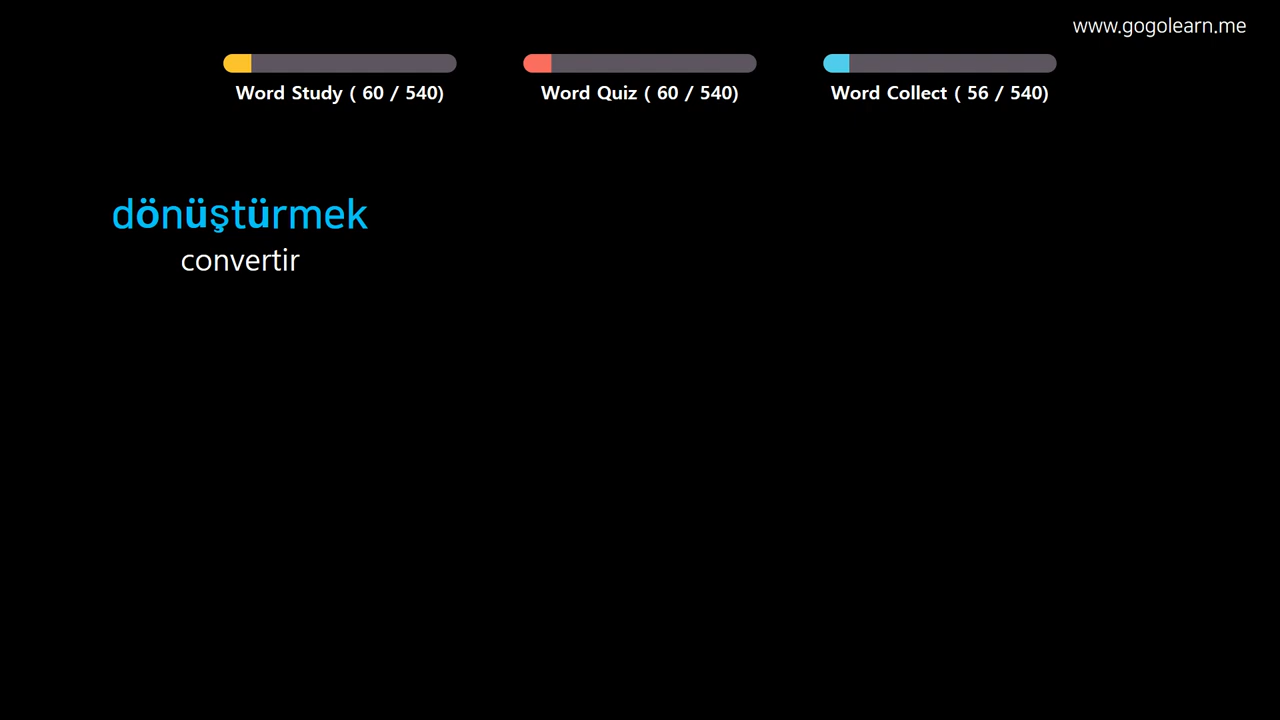 www.gogolearn.me
Word Study ( 60 / 540)
Word Quiz ( 60 / 540)
Word Collect ( 56 / 540)
dönüştürmek
convertir